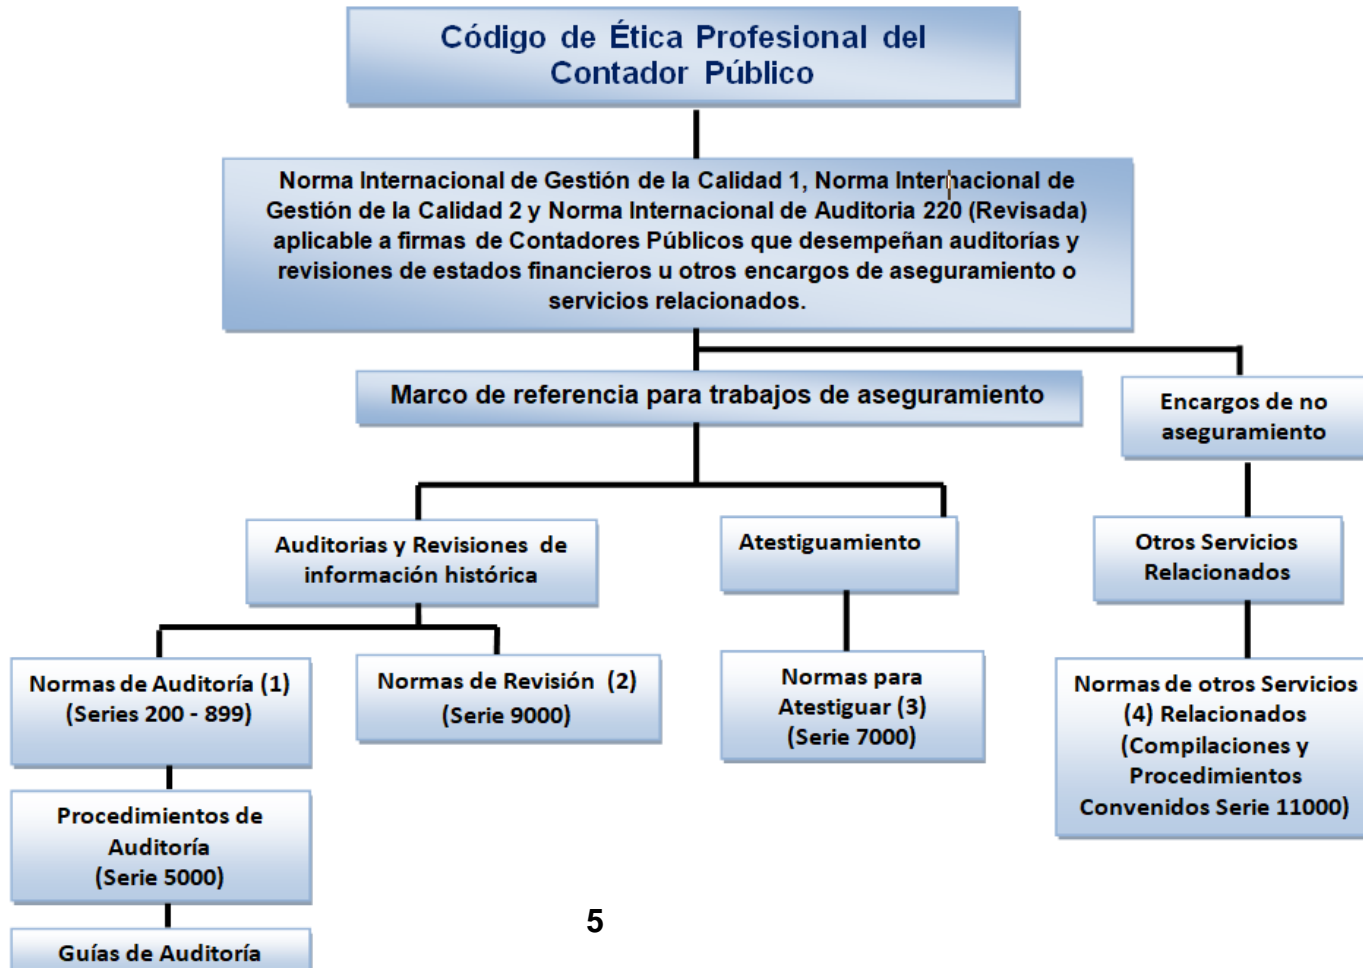 Código de Ética Profesional del
Contador Público
Norma Internacional de Gestión de la Calidad 1, Norma Internacional de
Gestión de la Calidad 2 y Norma Internacional de Auditoria 220 (Revisada)
aplicable a firmas de Contadores Públicos que desempeñan auditorías y
revisiones de estados financieros u otros encargos de aseguramiento o
servicios relacionados.
Marco de referencia para trabajos de aseguramiento
Encargos de no
aseguramiento
Auditorias y Revisiones de
información histórica
Atestiguamiento
Otros Servicios
Relacionados
Normas de Auditoría (1)
(Series 200 - 899)
Normas de Revisión (2)
(Serie 9000)
Normas para
Atestiguar (3)
(Serie 7000)
Normas de otros Servicios
(4) Relacionados
(Compilaciones y
Procedimientos
Convenidos Serie 11000)
Procedimientos de
Auditoría
(Serie 5000)
Guías de Auditoría
5